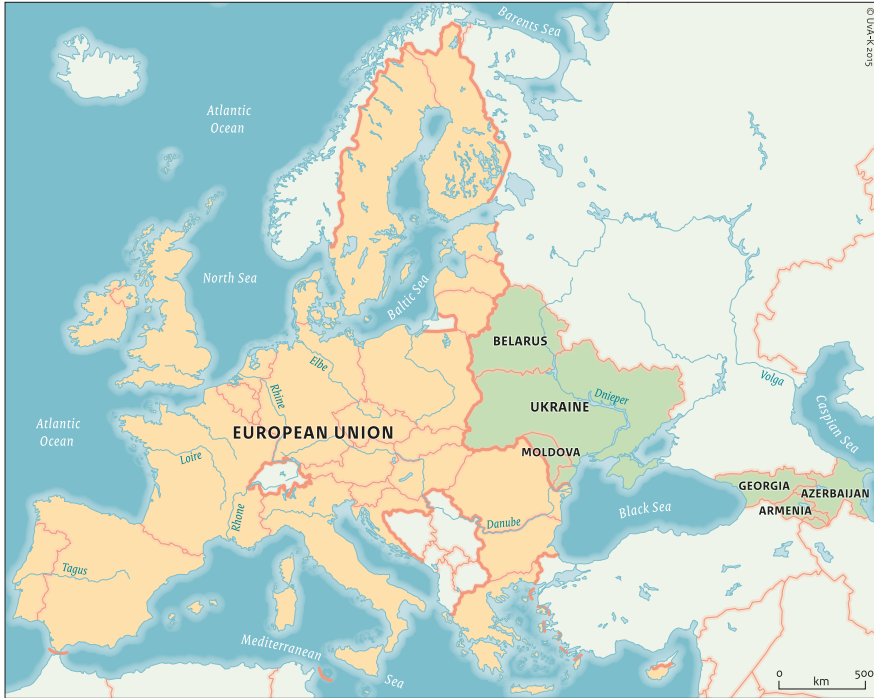 Barents Sea
© UvA-K 2015
Atlantic
Ocean
North Sea
Baltic Sea
BELARUS
Elbe
Volga
Rhine
Dnieper
UKRAINE
Caspian Sea
Atlantic
Ocean
EUROPEAN UNION
MOLDOVA
Loire
GEORGIA
AZERBAIJAN
ARMENIA
Black Sea
Rhone
Danube
Tagus
Mediterranean
Sea
0 500
km